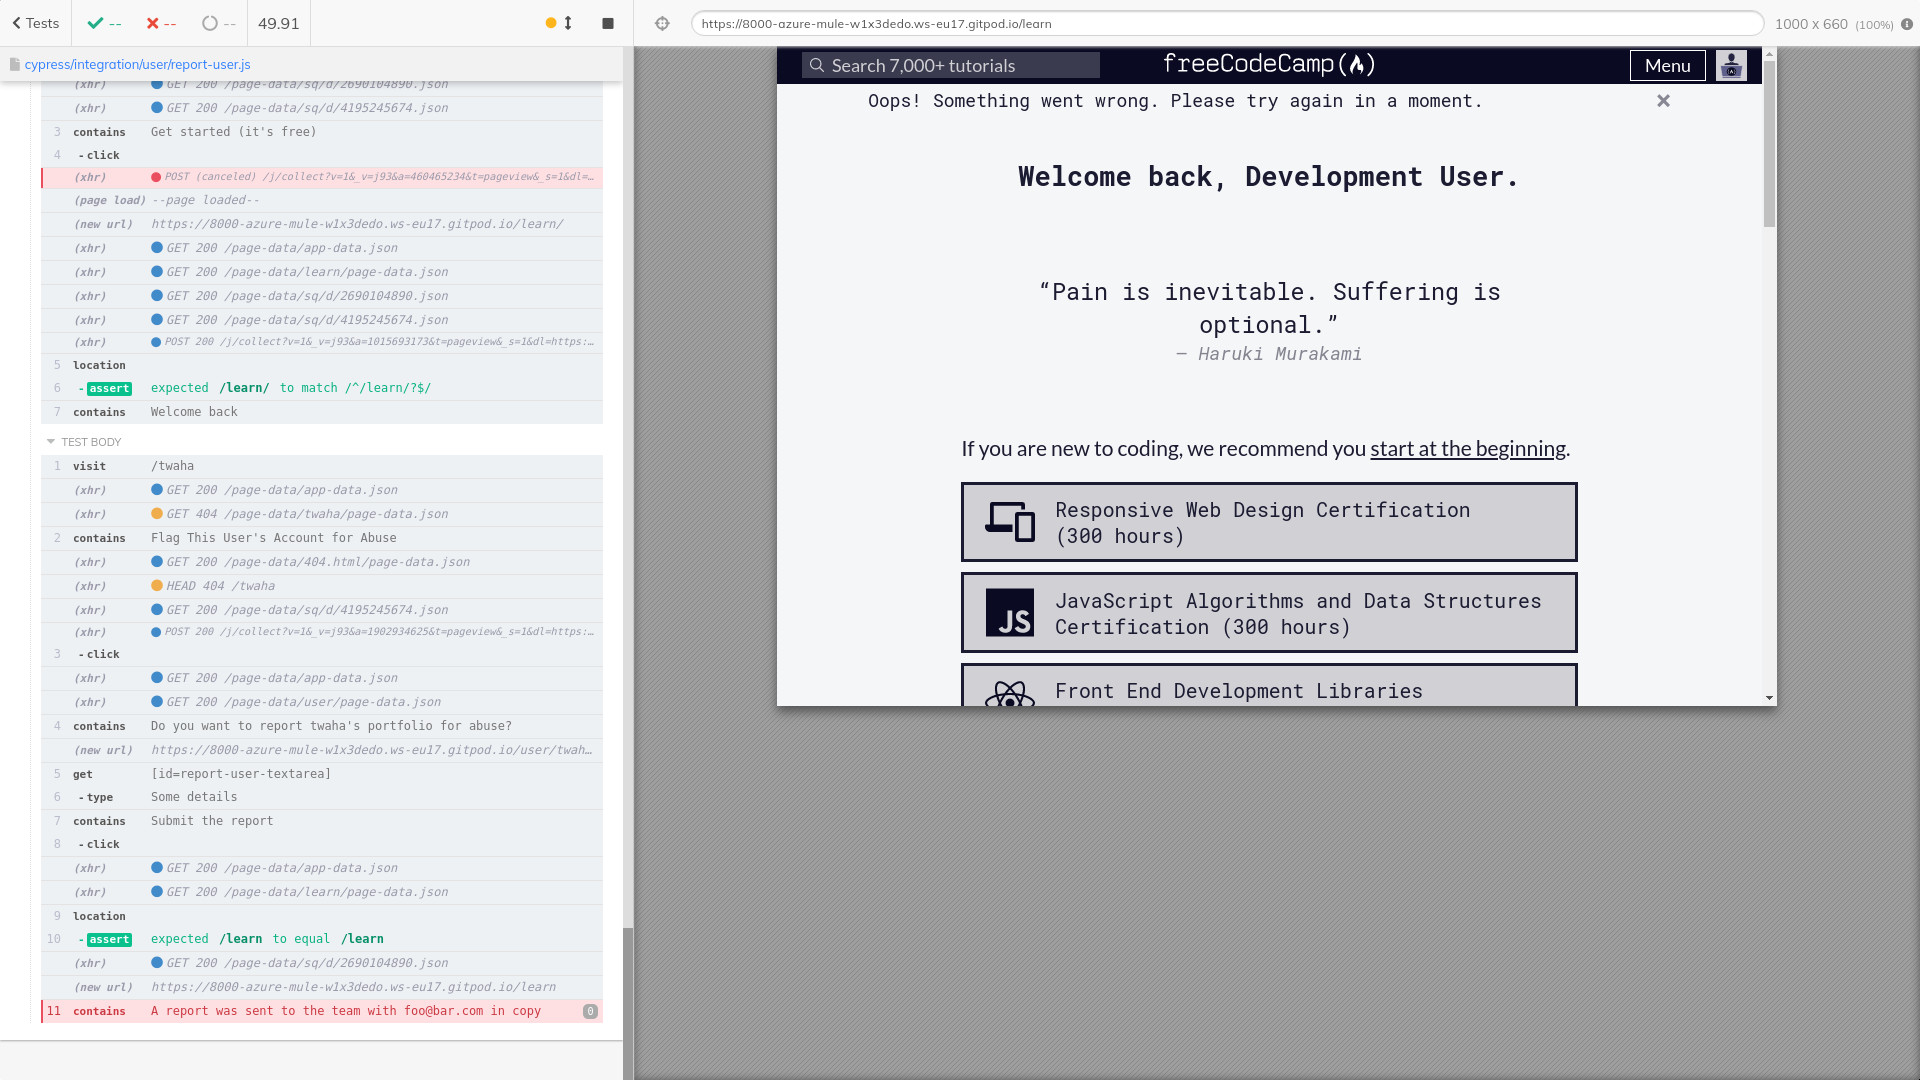 Tests
--
--
--
49.91
https://8000-azure-mule-w1x3dedo.ws-eu17.gitpod.io/learn
1000 x 660 (100%)
cypress/integration/user/report-user.js
(xhr) GET 200 /page-data/sq/d/2690104890.json
(xhr) GET 200 /page-data/sq/d/4195245674.json
3 contains Get started (it's free)
4 -click
(xhr) POST (canceled) /j/collect?v=1&_v=j93&a=460465234&t=pageview&_s=1&dl=…
(page load) --page loaded--
(new url) https://8000-azure-mule-w1x3dedo.ws-eu17.gitpod.io/learn/
(xhr) GET 200 /page-data/app-data.json
(xhr) GET 200 /page-data/learn/page-data.json
(xhr) GET 200 /page-data/sq/d/2690104890.json
(xhr) GET 200 /page-data/sq/d/4195245674.json
(xhr) POST 200 /j/collect?v=1&_v=j93&a=1015693173&t=pageview&_s=1&dl=https:…
5 location
6 -assert expected /learn/ to match /^/learn/?$/
7 contains Welcome back
TEST BODY
1 visit /twaha
(xhr) GET 200 /page-data/app-data.json
(xhr) GET 404 /page-data/twaha/page-data.json
2 contains Flag This User's Account for Abuse
(xhr) GET 200 /page-data/404.html/page-data.json
(xhr) HEAD 404 /twaha
(xhr) GET 200 /page-data/sq/d/4195245674.json
(xhr) POST 200 /j/collect?v=1&_v=j93&a=1902934625&t=pageview&_s=1&dl=https:…
3 -click
(xhr) GET 200 /page-data/app-data.json
(xhr) GET 200 /page-data/user/page-data.json
4 contains Do you want to report twaha's portfolio for abuse?
(new url) https://8000-azure-mule-w1x3dedo.ws-eu17.gitpod.io/user/twah…
5 get [id=report-user-textarea]
6 -type Some details
7 contains Submit the report
8 -click
(xhr) GET 200 /page-data/app-data.json
(xhr) GET 200 /page-data/learn/page-data.json
9 location
10 -assert expected /learn to equal /learn
(xhr) GET 200 /page-data/sq/d/2690104890.json
(new url) https://8000-azure-mule-w1x3dedo.ws-eu17.gitpod.io/learn
11 contains A report was sent to the team with foo@bar.com in copy 0
Search 7,000+ tutorials
freeCodeCamp
Menu
Oops! Something went wrong. Please try again in a moment.
Welcome back, Development User.
“Pain is inevitable. Suffering is
optional.”
— Haruki Murakami
If you are new to coding, we recommend you start at the beginning.
Responsive Web Design Certification
(300 hours)
JS
JavaScript Algorithms and Data Structures
Certification (300 hours)
Front End Development Libraries